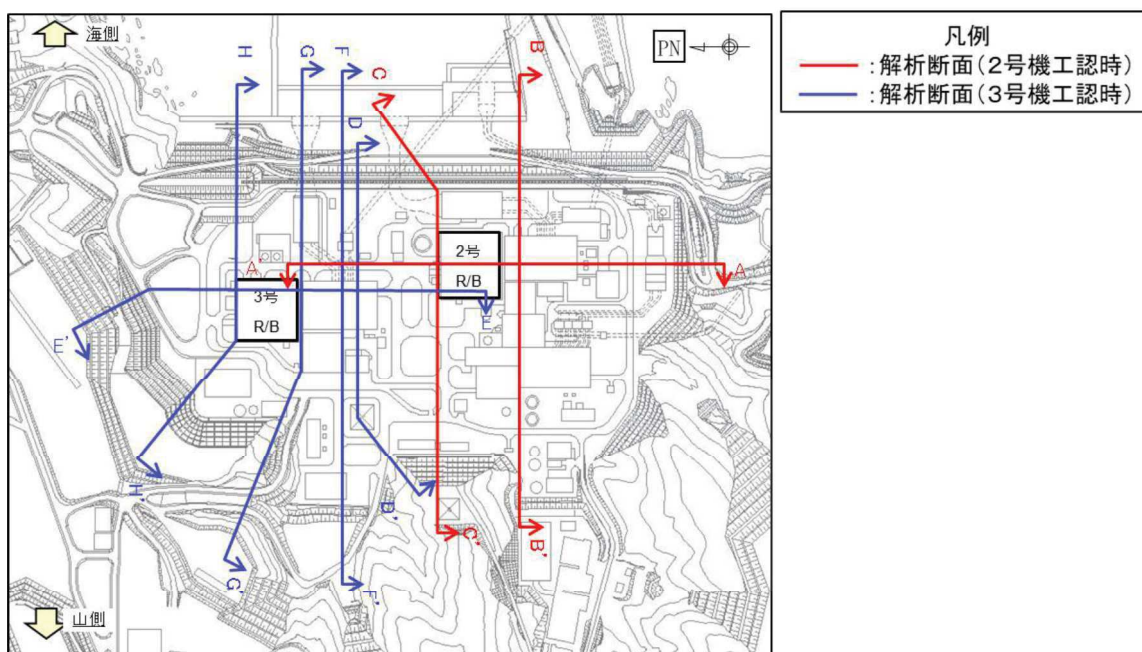 海側
PN
H
G
F
C
B
D
A'
2号
R/B
A
3号
R/B
E
E'
H'
D'
C'
B'
G'
F'
山側
凡例
：解析断面（2号機工認時）
：解析断面（3号機工認時）